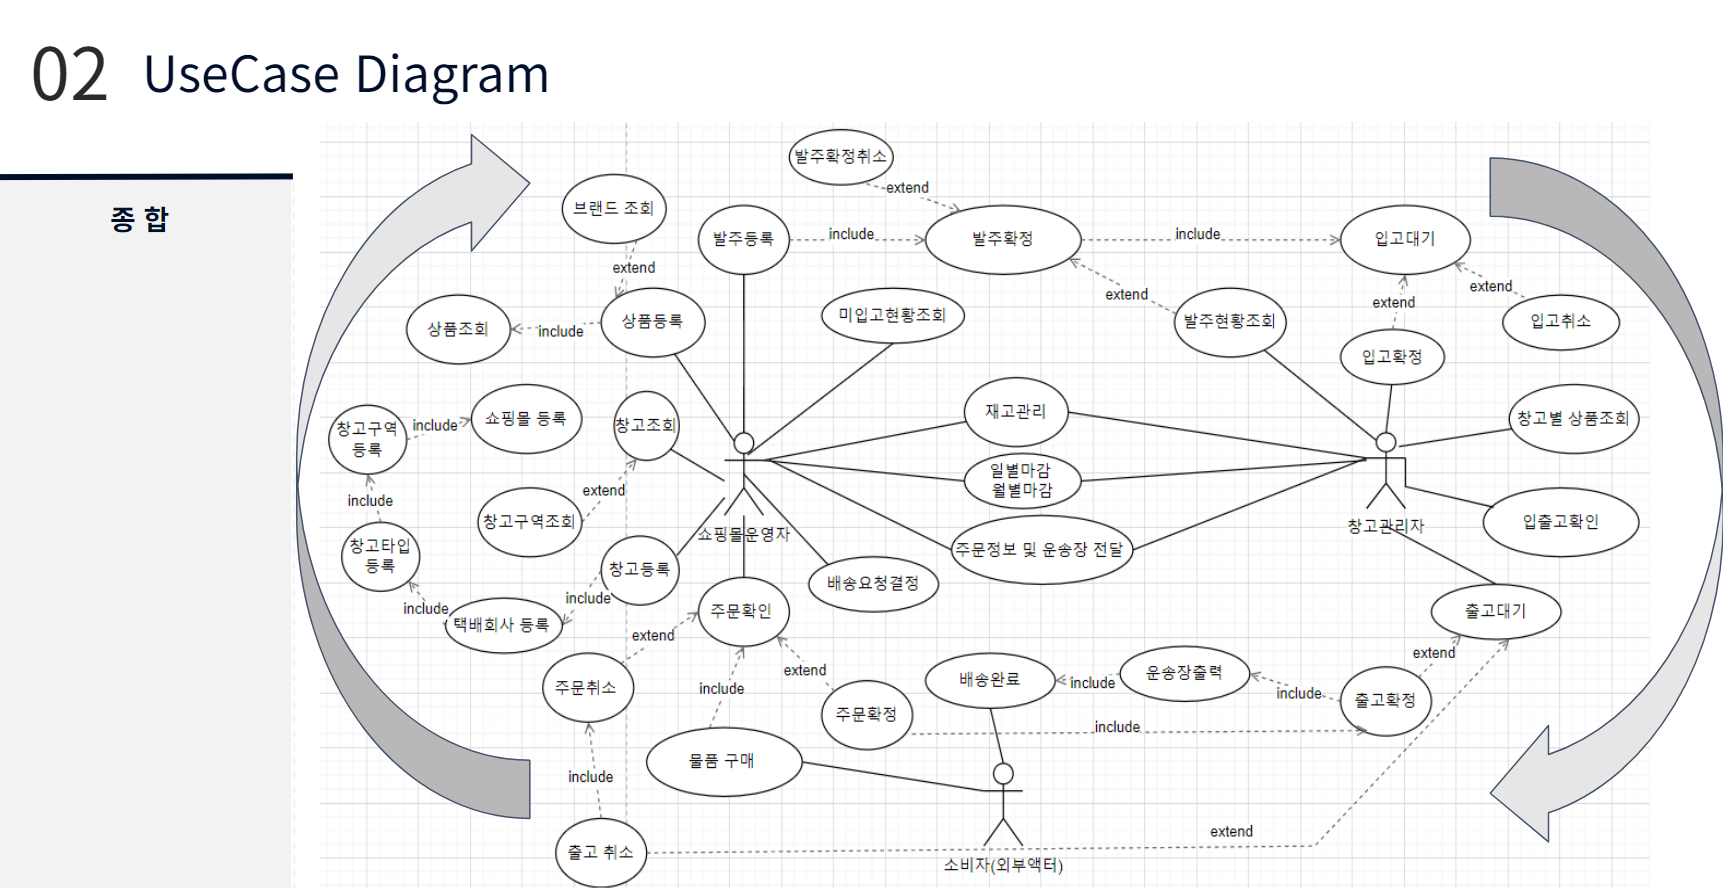 02 UseCase Diagram
종 합
발주확정취소
extend
브랜드 조회
발주등록
include
발주확정
include
입고대기
extend
extend
extend
extend
상품조회
include
상품등록
미입고현황조회
발주현황조회
입고취소
입고확정
창고구역
등록
include
쇼핑몰 등록
창고조회
재고관리
창고별 상품조회
include
extend
일별마감
월별마감
창고구역조회
쇼핑몰운영자
창고관리자
입출고확인
창고타입
등록
창고등록
주문정보 및 운송장 전달
배송요청결정
include
include
택배회사 등록
주문확인
출고대기
extend
extend
extend
주문취소
include
배송완료
include
운송장출력
include
출고확정
주문확정
include
물품 구매
include
extend
출고 취소
소비자(외부액터)